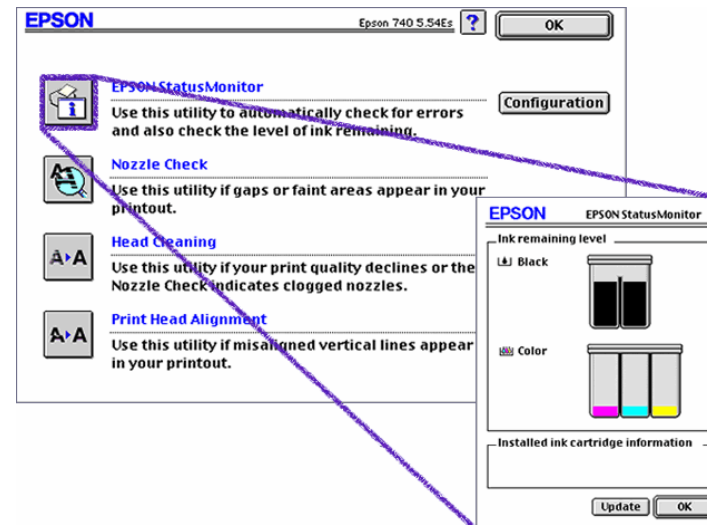 EPSON
Epson 740 5.54Es
?
OK
EPSON StatusMonitor
Use this utility to automatically check for errors
and also check the level of ink remaining.
Configuration
Nozzle Check
Use this utility if gaps or faint areas appear in your
printout.
Head Cleaning
Use this utility if your print quality declines or the
Nozzle Check indicates clogged nozzles.
Print Head Alignment
Use this utility if misaligned vertical lines appear
in your printout.
EPSON
EPSON StatusMonitor
Ink remaining level
Black
Color
Installed ink cartridge information
Update
OK